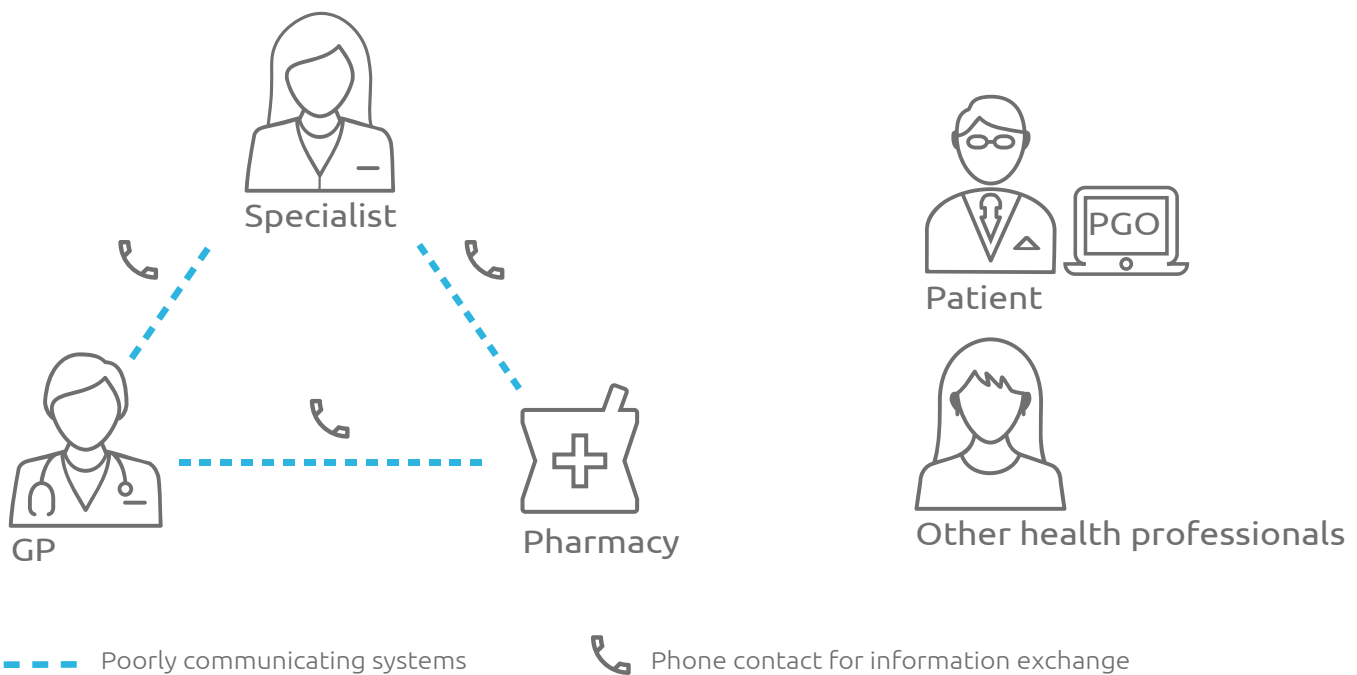 Specialist
PGO
Patient
GP
Pharmacy
Other health professionals
Poorly communicating systems
Phone contact for information exchange